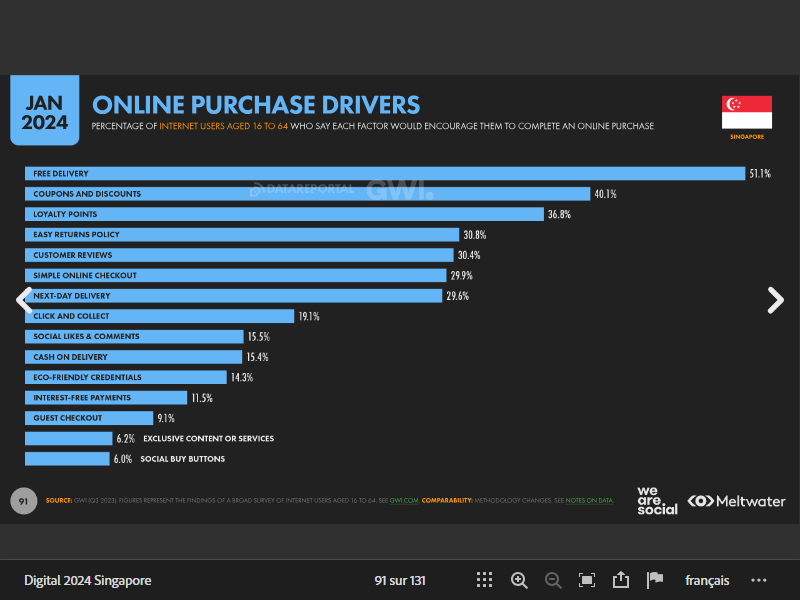 JAN
2024
ONLINE PURCHASE DRIVERS
PERCENTAGE OF INTERNET USERS AGED 16 TO 64 WHO SAY EACH FACTOR WOULD ENCOURAGE THEM TO COMPLETE AN ONLINE PURCHASE
SINGAPORE
FREE DELIVERY 51.1%
DATAREPORTAL GWI.
COUPONS AND DISCOUNTS 40.1%
LOYALTY POINTS 36.8%
EASY RETURNS POLICY 30.8%
CUSTOMER REVIEWS 30.4%
SIMPLE ONLINE CHECKOUT 29.9%
NEXT-DAY DELIVERY 29.6%
CLICK AND COLLECT 19.1%
SOCIAL LIKES & COMMENTS 15.5%
CASH ON DELIVERY 15.4%
ECO-FRIENDLY CREDENTIALS 14.3%
INTEREST-FREE PAYMENTS 11.5%
GUEST CHECKOUT 9.1%
6.2% EXCLUSIVE CONTENT OR SERVICES
6.0% SOCIAL BUY BUTTONS
91 SOURCE: GWI (Q3 2023). FIGURES REPRESENT THE FINDINGS OF A BROAD SURVEY OF INTERNET USERS AGED 16 TO 64. SEE GWI.COM. COMPARABILITY: METHODOLOGY CHANGES. SEE NOTES ON DATA.
we
are.
social
Meltwater
Digital 2024 Singapore 91 sur 131 français